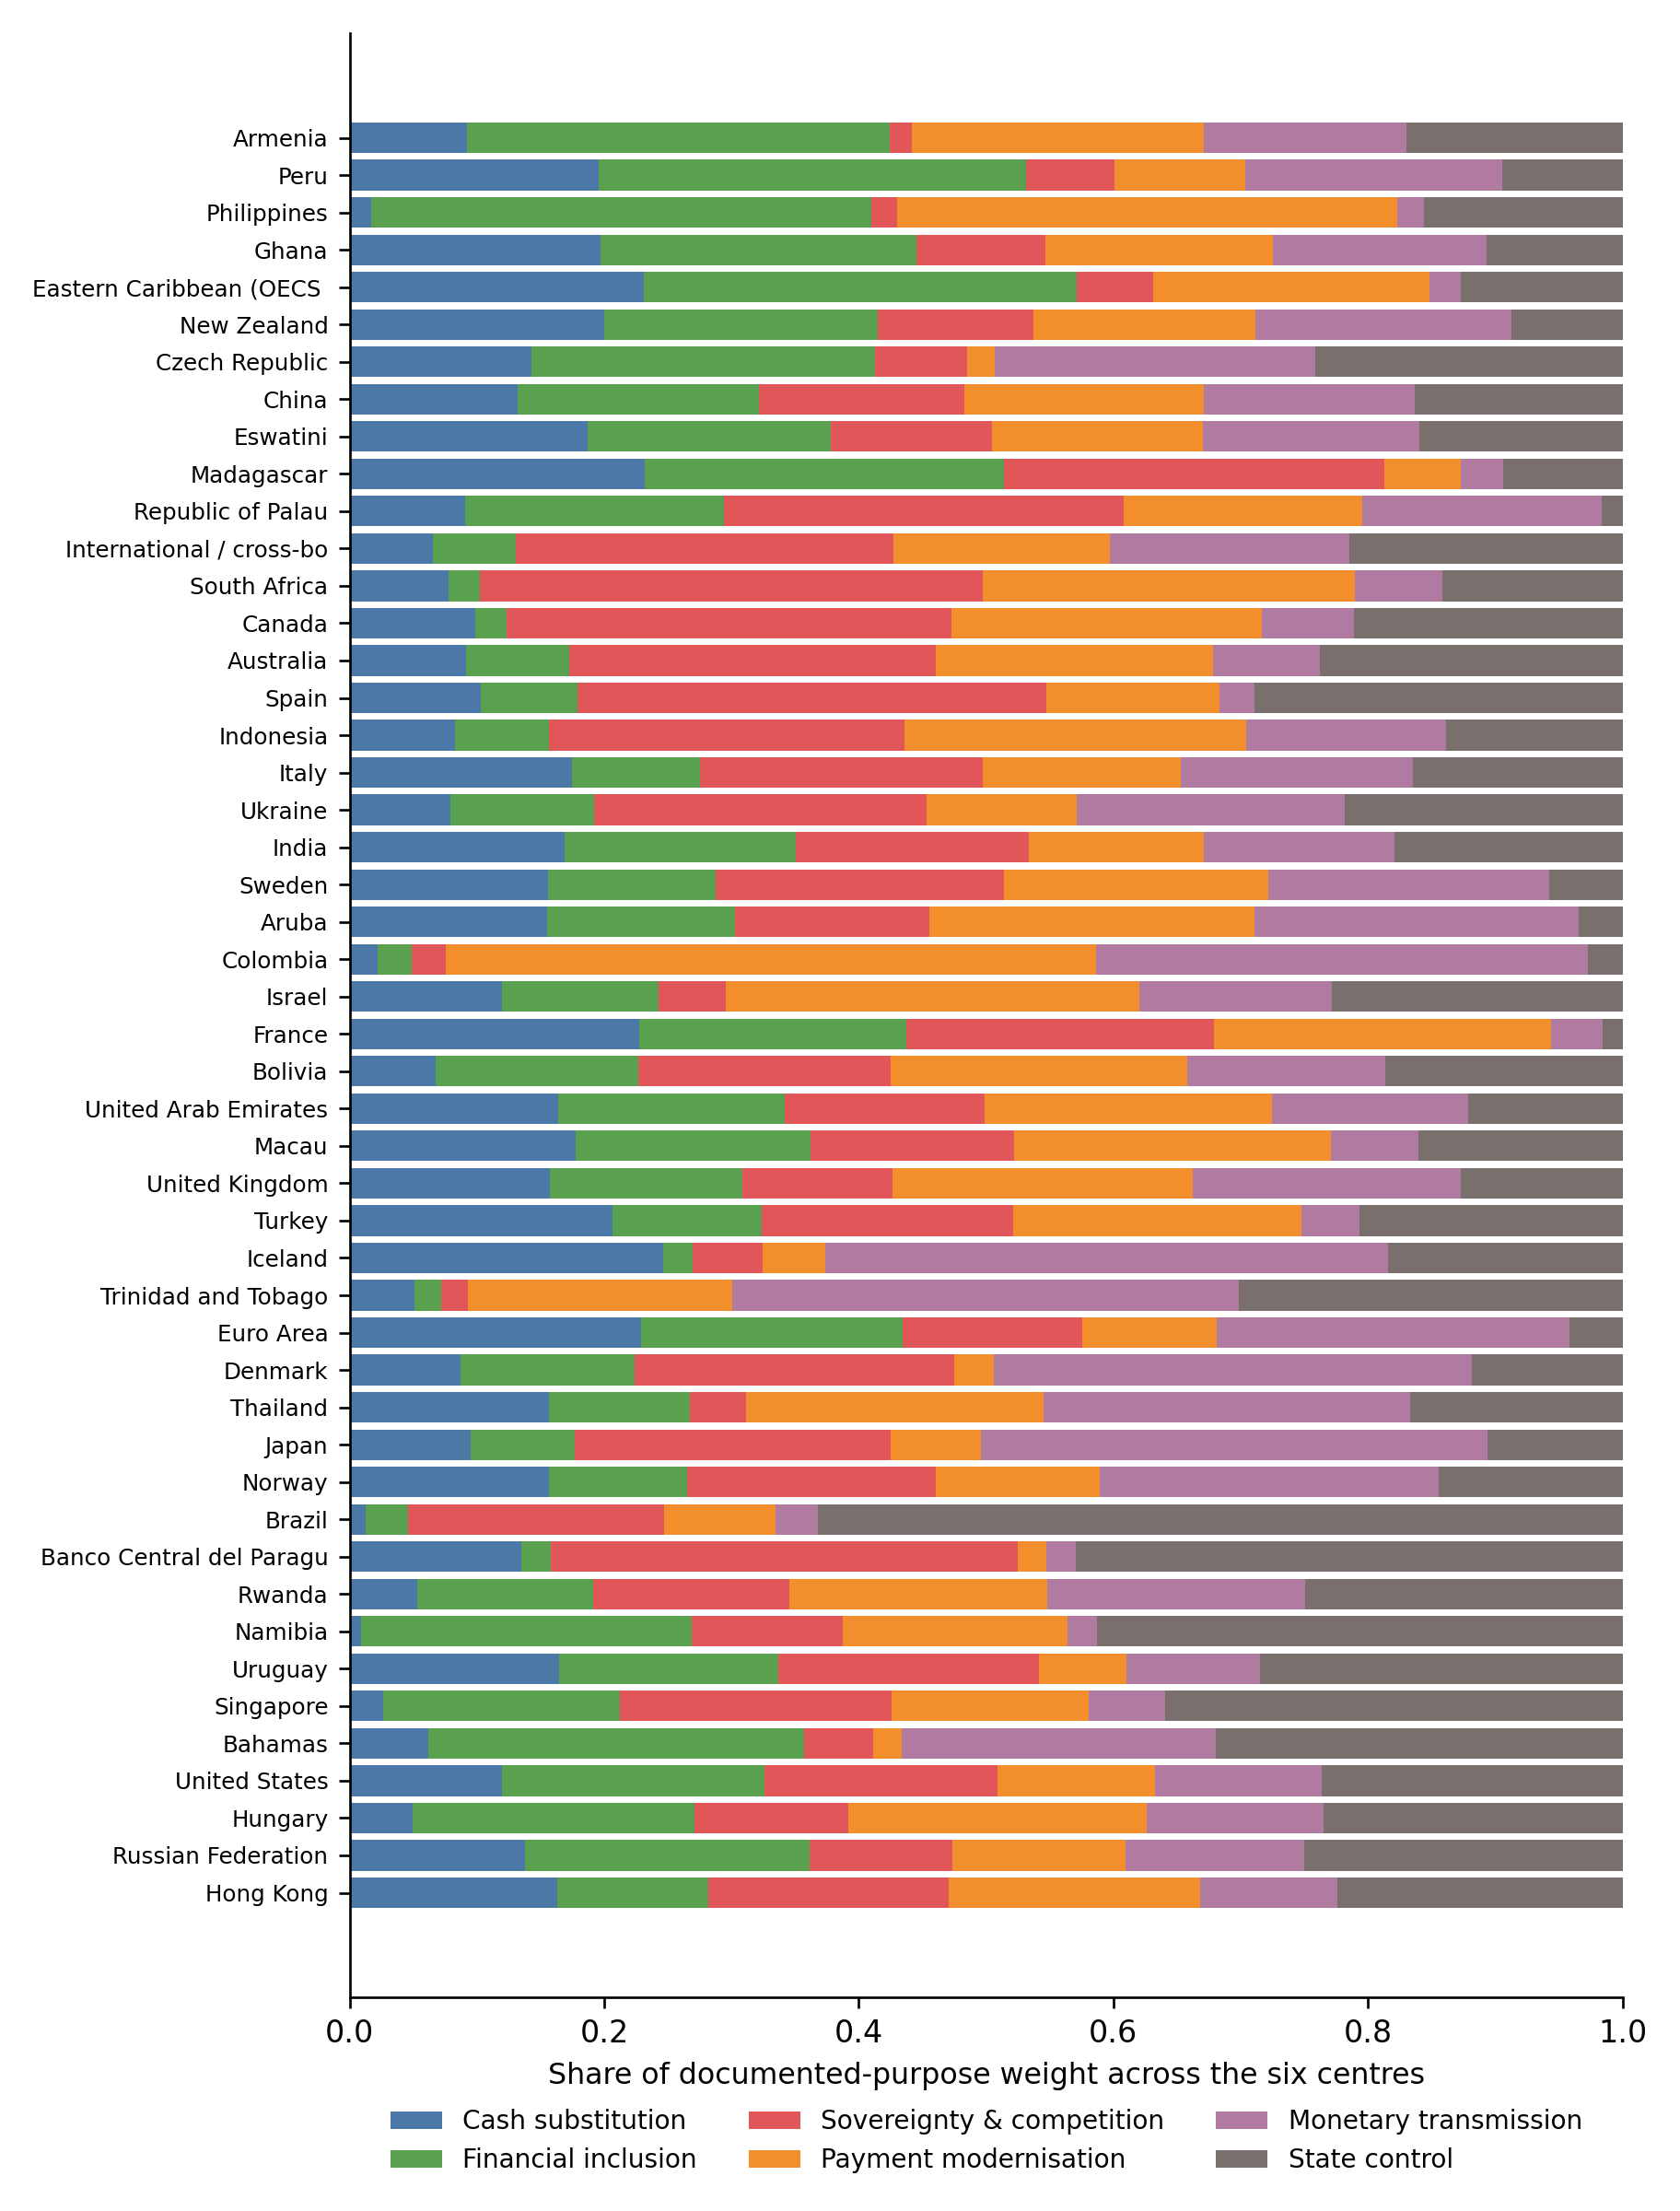 Armenia
Peru
Philippines
Ghana
Eastern Caribbean (OECS
New Zealand
Czech Republic
China
Eswatini
Madagascar
Republic of Palau
International / cross-bo
South Africa
Canada
Australia
Spain
Indonesia
Italy
Ukraine
India
Sweden
Aruba
Colombia
Israel
France
Bolivia
United Arab Emirates
Macau
United Kingdom
Turkey
Iceland
Trinidad and Tobago
Euro Area
Denmark
Thailand
Japan
Norway
Brazil
Banco Central del Paragu
Rwanda
Namibia
Uruguay
Singapore
Bahamas
United States
Hungary
Russian Federation
Hong Kong
0.0 0.2 0.4 0.6 0.8 1.0
Share of documented-purpose weight across the six centres
Cash substitution Sovereignty & competition Monetary transmission
Financial inclusion Payment modernisation State control